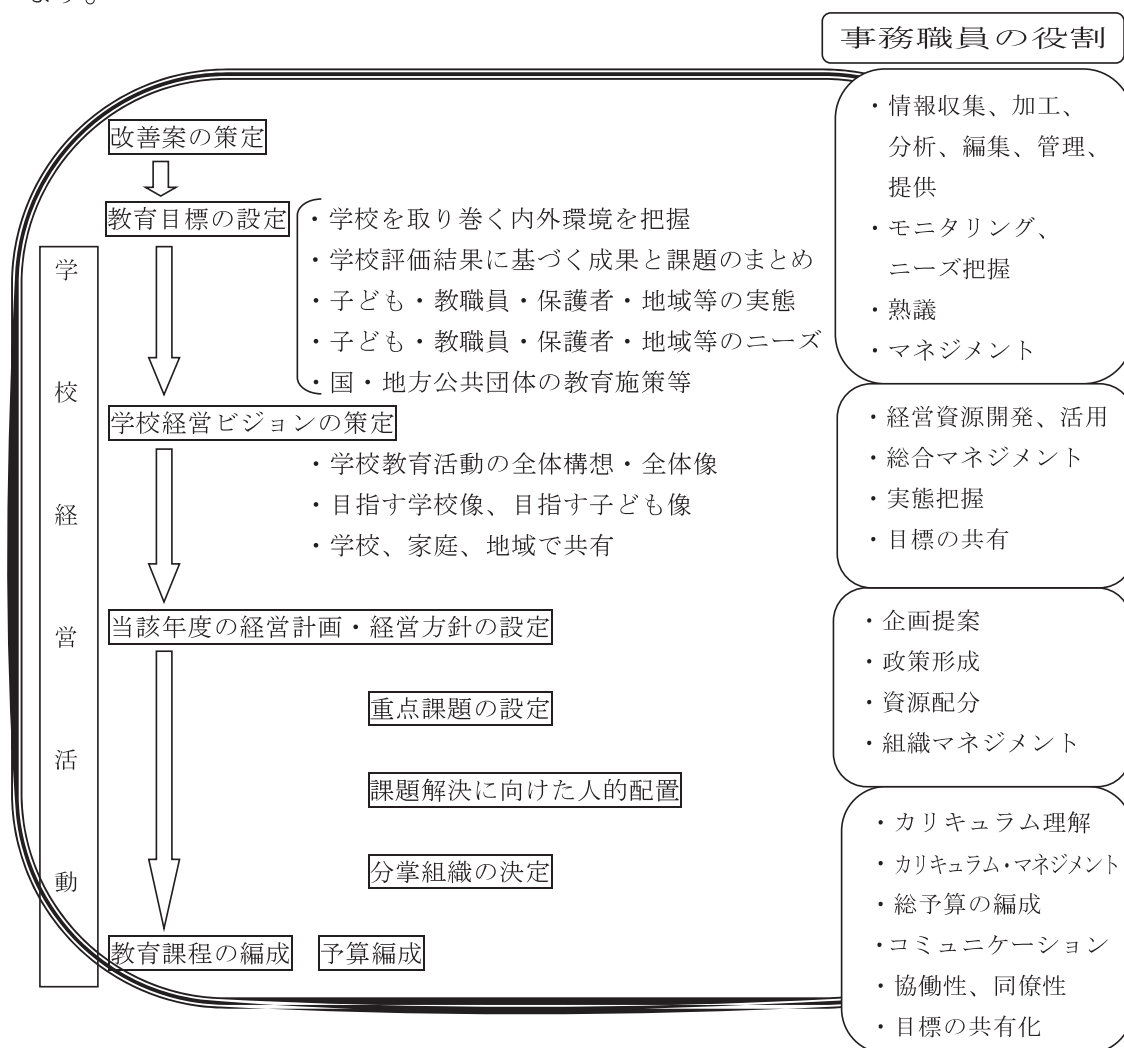 ます。
事務職員の役割
改善案の策定
教育目標の設定
・学校を取り巻く内外環境を把握
・学校評価結果に基づく成果と課題のまとめ
・子ども・教職員・保護者・地域等の実態
・子ども・教職員・保護者・地域等のニーズ
・国・地方公共団体の教育施策等
学校経営ビジョンの策定
・学校教育活動の全体構想・全体像
・目指す学校像、目指す子ども像
・学校、家庭、地域で共有
当該年度の経営計画・経営方針の設定
重点課題の設定
課題解決に向けた人的配置
分掌組織の決定
教育課程の編成 予算編成
学
校
経
営
活
動
・情報収集、加工、
分析、編集、管理、
提供
・モニタリング、
ニーズ把握
・熟議
・マネジメント
・経営資源開発、活用
・総合マネジメント
・実態把握
・目標の共有
・企画提案
・政策形成
・資源配分
・組織マネジメント
・カリキュラム理解
・カリキュラム・マネジメント
・総予算の編成
・コミュニケーション
・協働性、同僚性
・目標の共有化